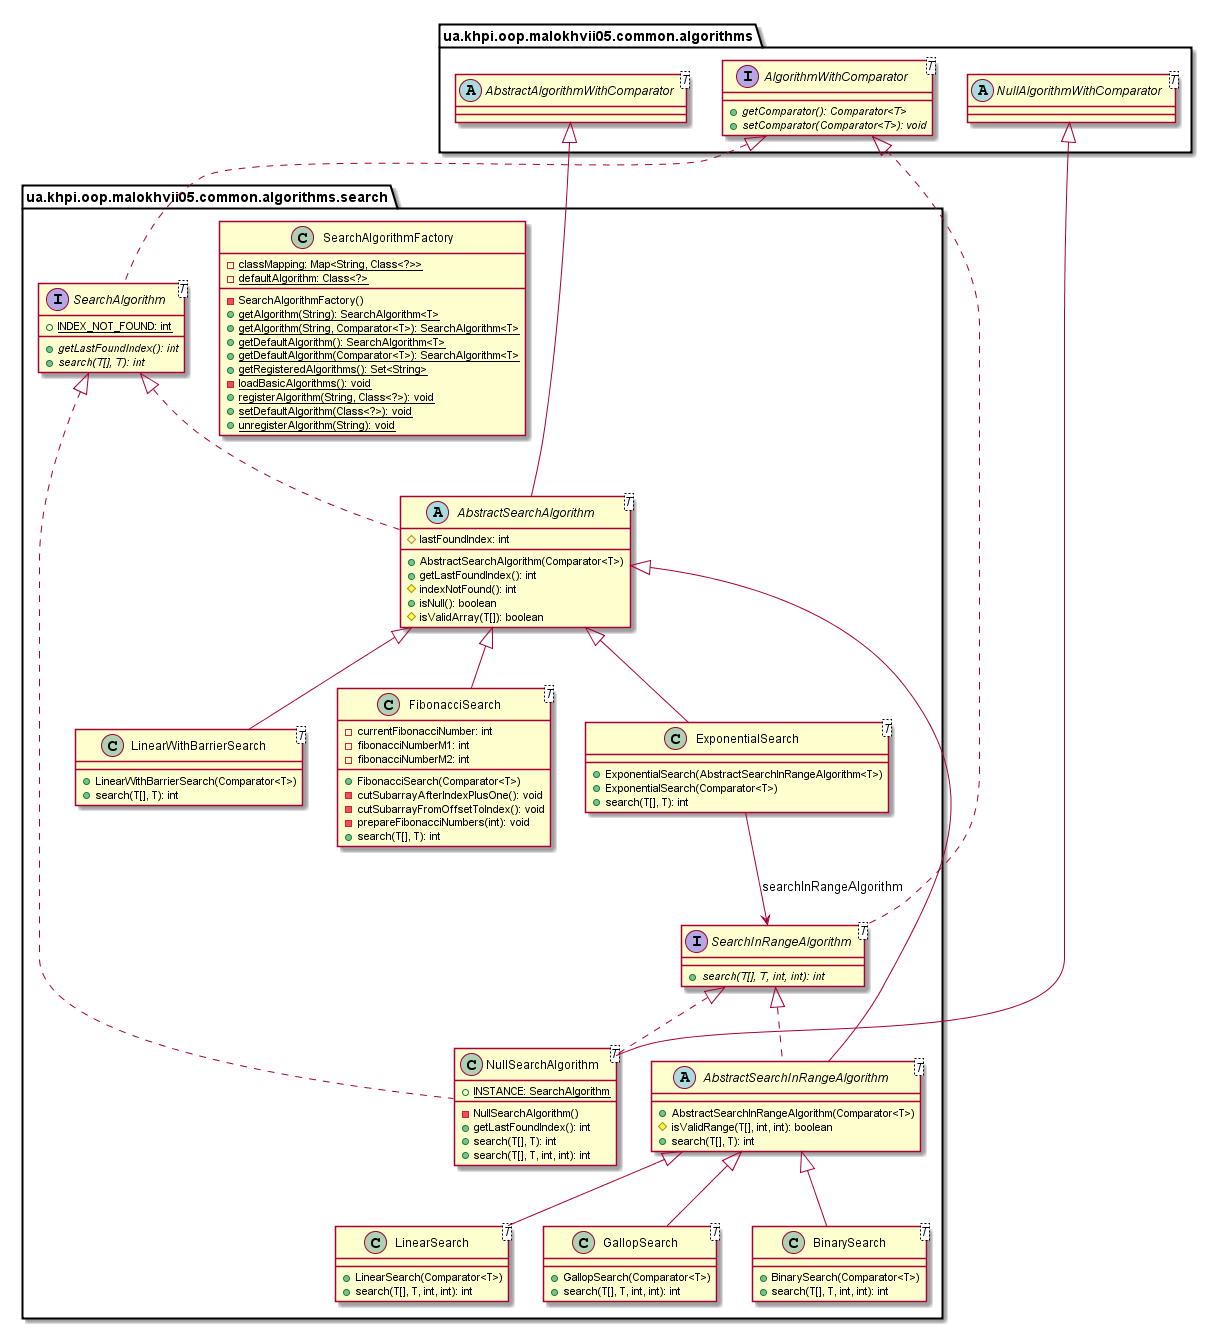 ua.khpi.oop.malokhvii05.common.algorithms
A AbstractAlgorithmWithComparator T
I AlgorithmWithComparator T
getComparator(): Comparator<T>
setComparator(Comparator<T>): void
A NullAlgorithmWithComparator T
ua.khpi.oop.malokhvii05.common.algorithms.search
C SearchAlgorithmFactory
classMapping: Map<String, Class<?>>
defaultAlgorithm: Class<?>
SearchAlgorithmFactory()
getAlgorithm(String): SearchAlgorithm<T>
getAlgorithm(String, Comparator<T>): SearchAlgorithm<T>
getDefaultAlgorithm(): SearchAlgorithm<T>
getDefaultAlgorithm(Comparator<T>): SearchAlgorithm<T>
getRegisteredAlgorithms(): Set<String>
loadBasicAlgorithms(): void
registerAlgorithm(String, Class<?>): void
setDefaultAlgorithm(Class<?>): void
unregisterAlgorithm(String): void
I SearchAlgorithm T
INDEX_NOT_FOUND: int
getLastFoundIndex(): int
search(T[], T): int
A AbstractSearchAlgorithm T
lastFoundIndex: int
AbstractSearchAlgorithm(Comparator<T>)
getLastFoundIndex(): int
indexNotFound(): int
isNull(): boolean
isValidArray(T[]): boolean
C LinearWithBarrierSearch T
LinearWithBarrierSearch(Comparator<T>)
search(T[], T): int
C FibonacciSearch T
currentFibonacciNumber: int
fibonacciNumberM1: int
fibonacciNumberM2: int
FibonacciSearch(Comparator<T>)
cutSubarrayAfterIndexPlusOne(): void
cutSubarrayFromOffsetToIndex(): void
prepareFibonacciNumbers(int): void
search(T[], T): int
C ExponentialSearch T
ExponentialSearch(AbstractSearchInRangeAlgorithm<T>)
ExponentialSearch(Comparator<T>)
search(T[], T): int
searchInRangeAlgorithm
I SearchInRangeAlgorithm T
search(T[], T, int, int): int
C NullSearchAlgorithm T
INSTANCE: SearchAlgorithm
NullSearchAlgorithm()
getLastFoundIndex(): int
search(T[], T): int
search(T[], T, int, int): int
A AbstractSearchInRangeAlgorithm T
AbstractSearchInRangeAlgorithm(Comparator<T>)
isValidRange(T[], int, int): boolean
search(T[], T): int
C LinearSearch T
LinearSearch(Comparator<T>)
search(T[], T, int, int): int
C GallopSearch T
GallopSearch(Comparator<T>)
search(T[], T, int, int): int
C BinarySearch T
BinarySearch(Comparator<T>)
search(T[], T, int, int): int